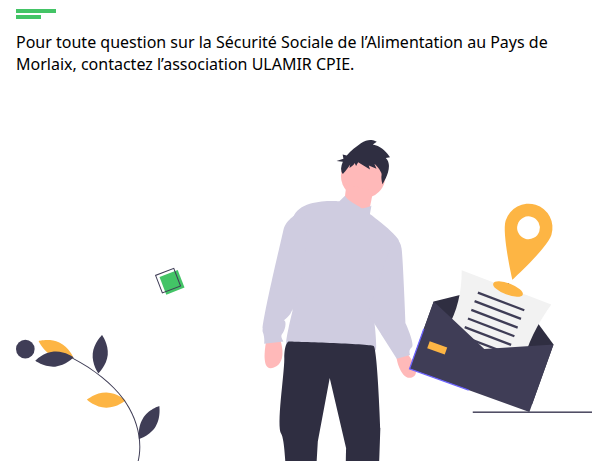 Pour toute question sur la Sécurité Sociale de l’Alimentation au Pays de
Morlaix, contactez l’association ULAMIR CPIE.